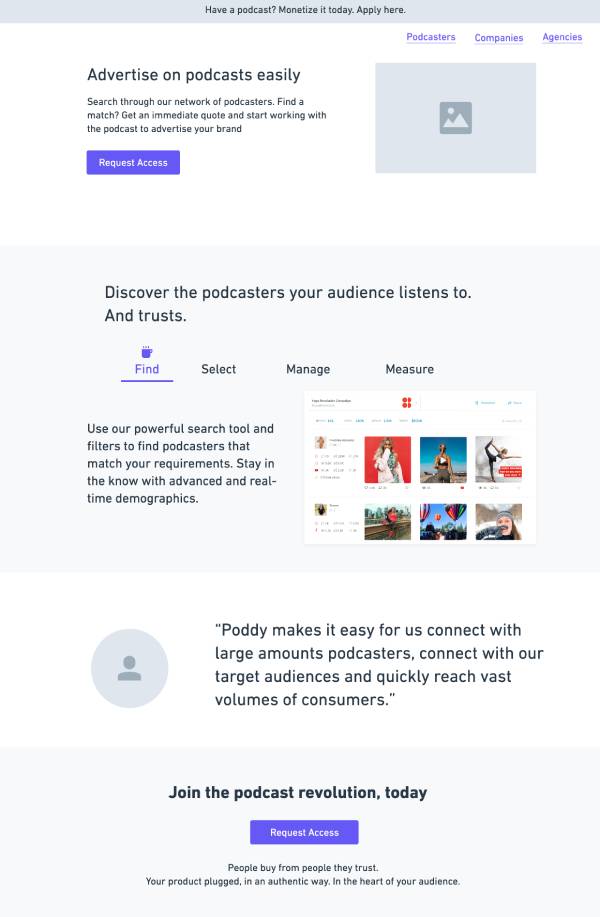 Have a podcast? Monetize it today. Apply here.
Podcasters Companies Agencies
Advertise on podcasts easily
Search through our network of podcasters. Find a
match? Get an immediate quote and start working with
the podcast to advertise your brand
Request Access
Discover the podcasters your audience listens to.
And trusts.
Find Select Manage Measure
Use our powerful search tool and
filters to find podcasters that
match your requirements. Stay in
the know with advanced and real-
time demographics.
“Poddy makes it easy for us connect with
large amounts podcasters, connect with our
target audiences and quickly reach vast
volumes of consumers.”
Join the podcast revolution, today
Request Access
People buy from people they trust.
Your product plugged, in an authentic way. In the heart of your audience.